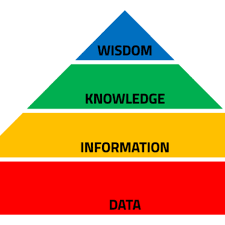 WISDOM
KNOWLEDGE
INFORMATION
DATA